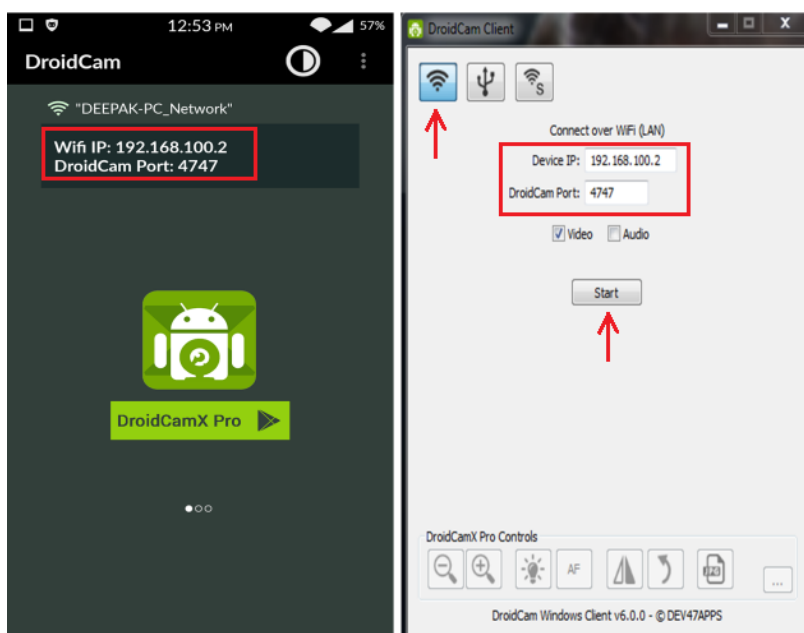 12:53 PM
57%
DroidCam
"DEEPAK-PC_Network"
Wifi IP: 192.168.100.2
DroidCam Port: 4747
DroidCamX Pro
DroidCam Client
X
S
Connect over WiFi (LAN)
Device IP: 192.168.100.2
DroidCam Port: 4747
Video Audio
Start
DroidCamX Pro Controls
AF
JPG
...
DroidCam Windows Client v6.0.0 - © DEV47APPS